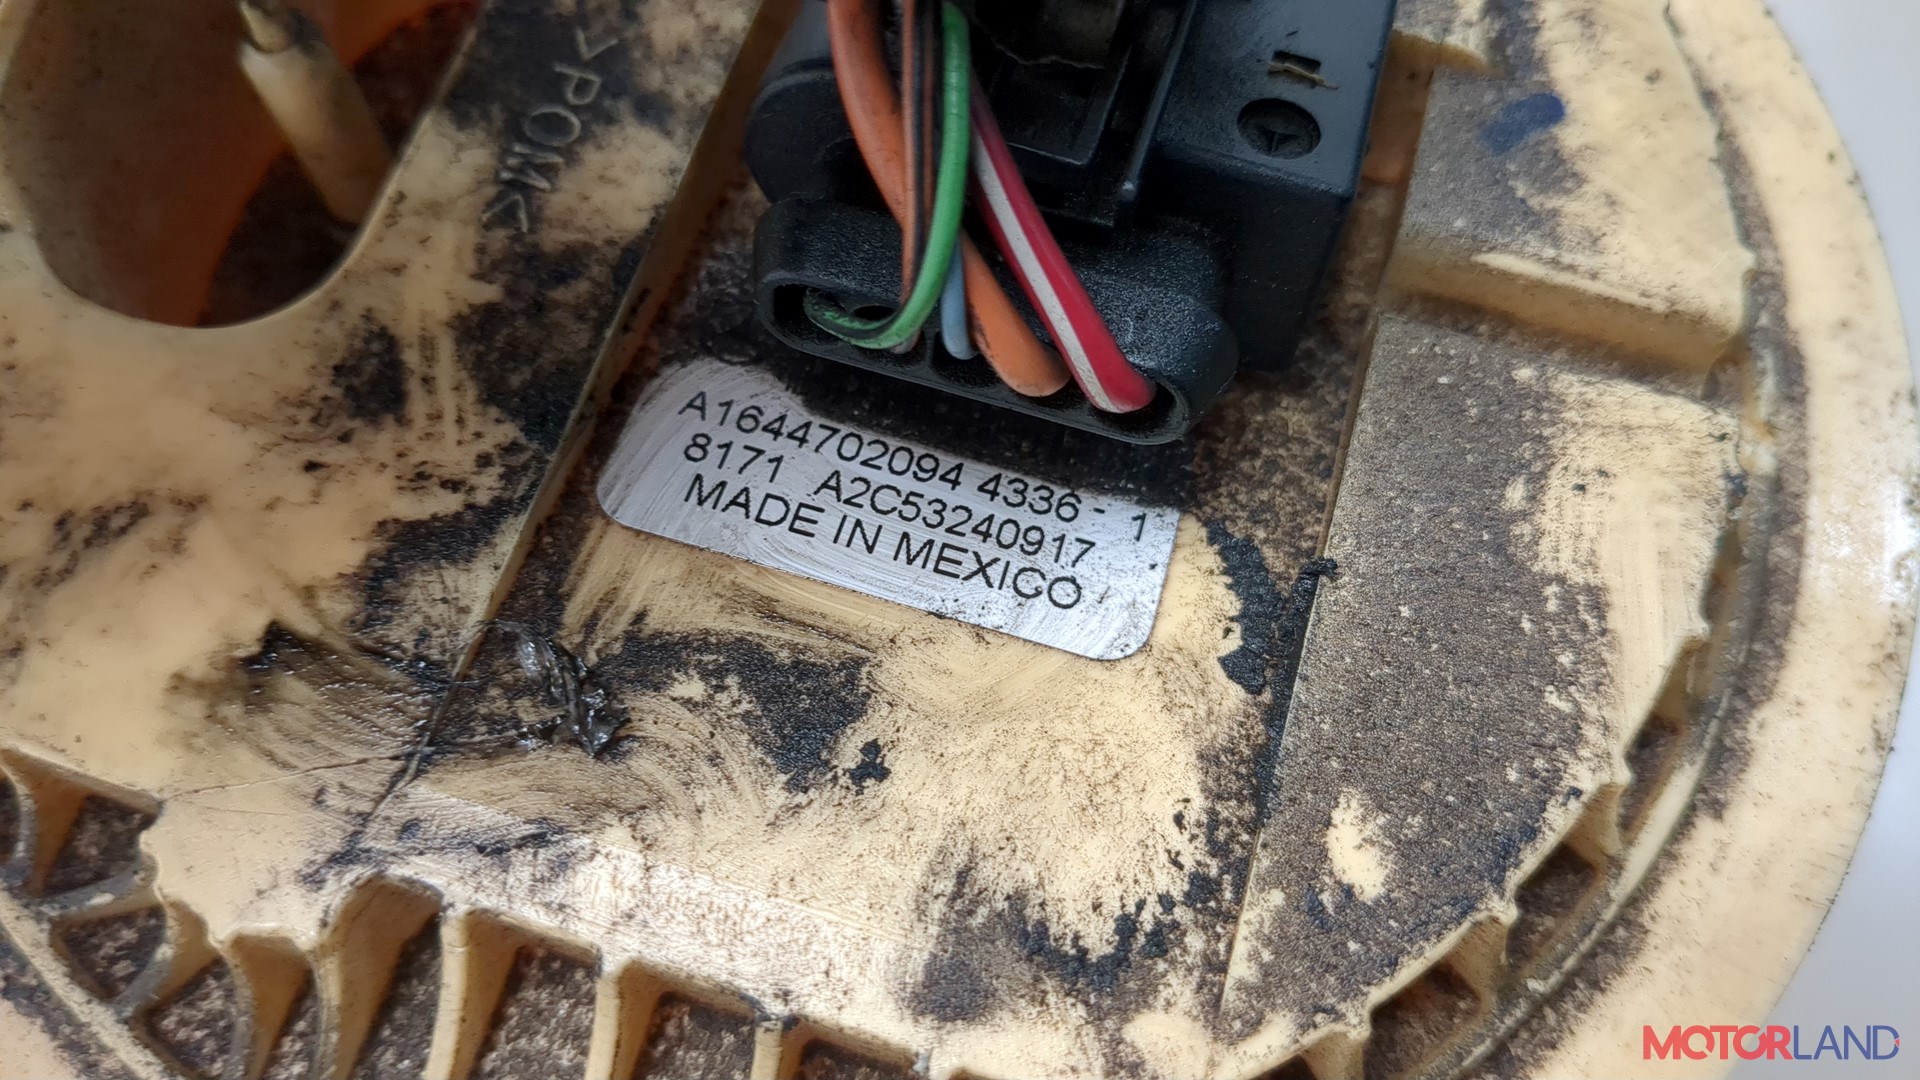 >POM<
A1644702094 4336 - 1
8171 A2C53240917
MADE IN MEXICO
MOTORLAND